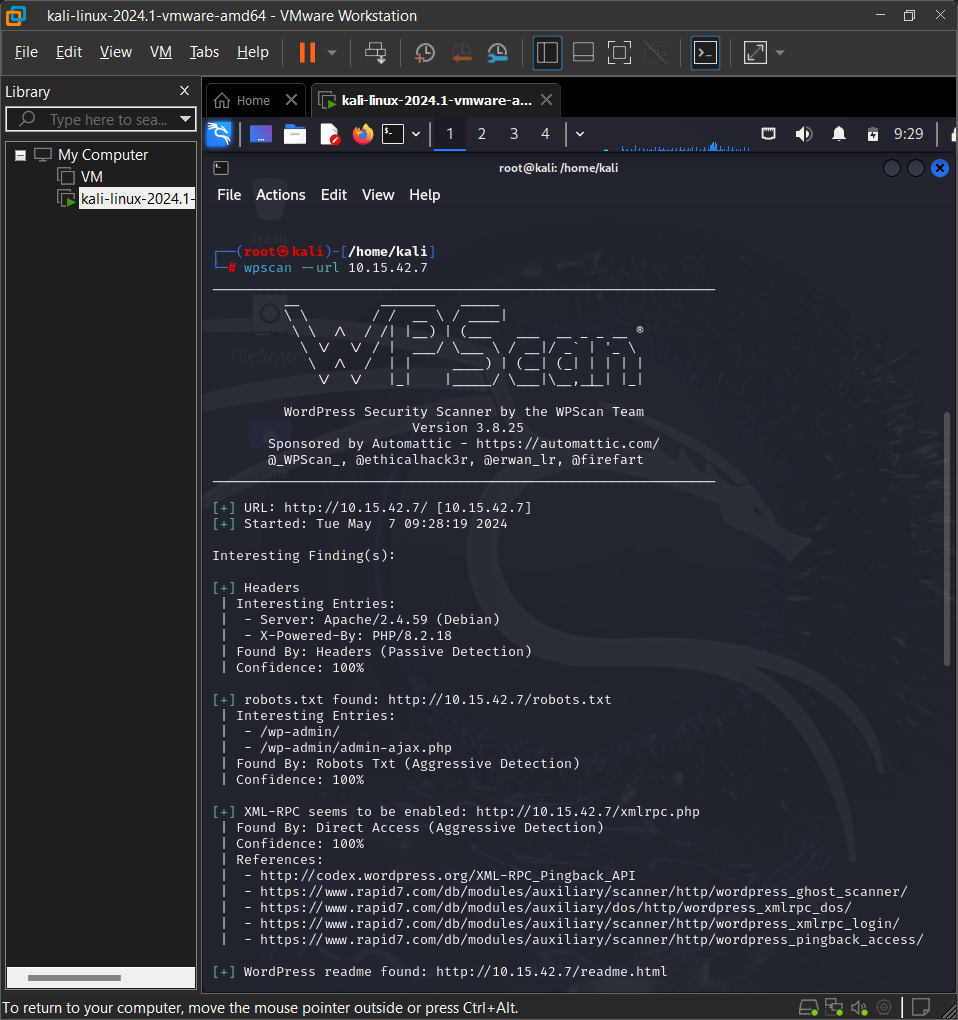 kali-linux-2024.1-vmware-amd64 - VMware Workstation
File Edit View VM Tabs Help
Library
Type here to sea...
My Computer
VM
kali-linux-2024.1-
Home
kali-linux-2024.1-vmware-a...
1 2 3 4
9:29
root@kali: /home/kali
File Actions Edit View Help
Trash
File System
(root㉿kali)-[/home/kali]
# wpscan --url 10.15.42.7
WPScan ®
WordPress Security Scanner by the WPScan Team
Version 3.8.25
Sponsored by Automattic - https://automattic.com/
@_WPScan_, @ethicalhack3r, @erwan_lr, @firefart
[+] URL: http://10.15.42.7/ [10.15.42.7]
[+] Started: Tue May  7 09:28:19 2024
Interesting Finding(s):
[+] Headers
| Interesting Entries:
|  - Server: Apache/2.4.59 (Debian)
|  - X-Powered-By: PHP/8.2.18
| Found By: Headers (Passive Detection)
| Confidence: 100%
[+] robots.txt found: http://10.15.42.7/robots.txt
| Interesting Entries:
|  - /wp-admin/
|  - /wp-admin/admin-ajax.php
| Found By: Robots Txt (Aggressive Detection)
| Confidence: 100%
[+] XML-RPC seems to be enabled: http://10.15.42.7/xmlrpc.php
| Found By: Direct Access (Aggressive Detection)
| Confidence: 100%
| References:
|  - http://codex.wordpress.org/XML-RPC_Pingback_API
|  - https://www.rapid7.com/db/modules/auxiliary/scanner/http/wordpress_ghost_scanner/
|  - https://www.rapid7.com/db/modules/auxiliary/dos/http/wordpress_xmlrpc_dos/
|  - https://www.rapid7.com/db/modules/auxiliary/scanner/http/wordpress_xmlrpc_login/
|  - https://www.rapid7.com/db/modules/auxiliary/scanner/http/wordpress_pingback_access/
[+] WordPress readme found: http://10.15.42.7/readme.html
To return to your computer, move the mouse pointer outside or press Ctrl+Alt.